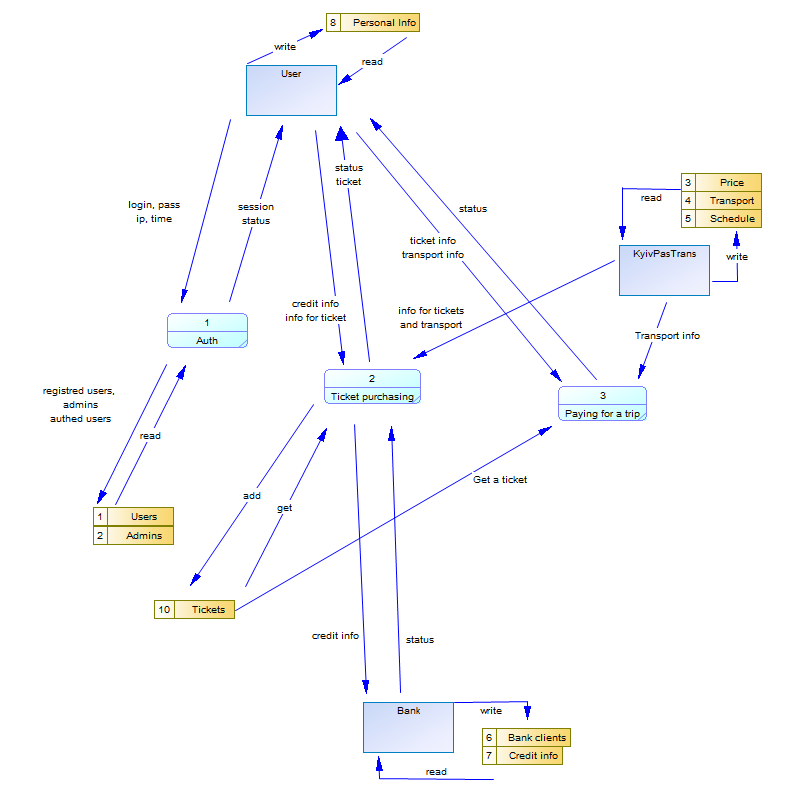 8 Personal Info
write
read
User
status
ticket
3 Price
4 Transport
5 Schedule
read
login, pass
ip, time
session
status
status
ticket info
transport info
KyivPasTrans
write
credit info
info for ticket
info for tickets
and transport
1
Auth
Transport info
2
Ticket purchasing
3
Paying for a trip
registred users,
admins
authed users
read
Get a ticket
add
get
1 Users
2 Admins
10 Tickets
credit info
status
Bank
write
6 Bank clients
7 Credit info
read